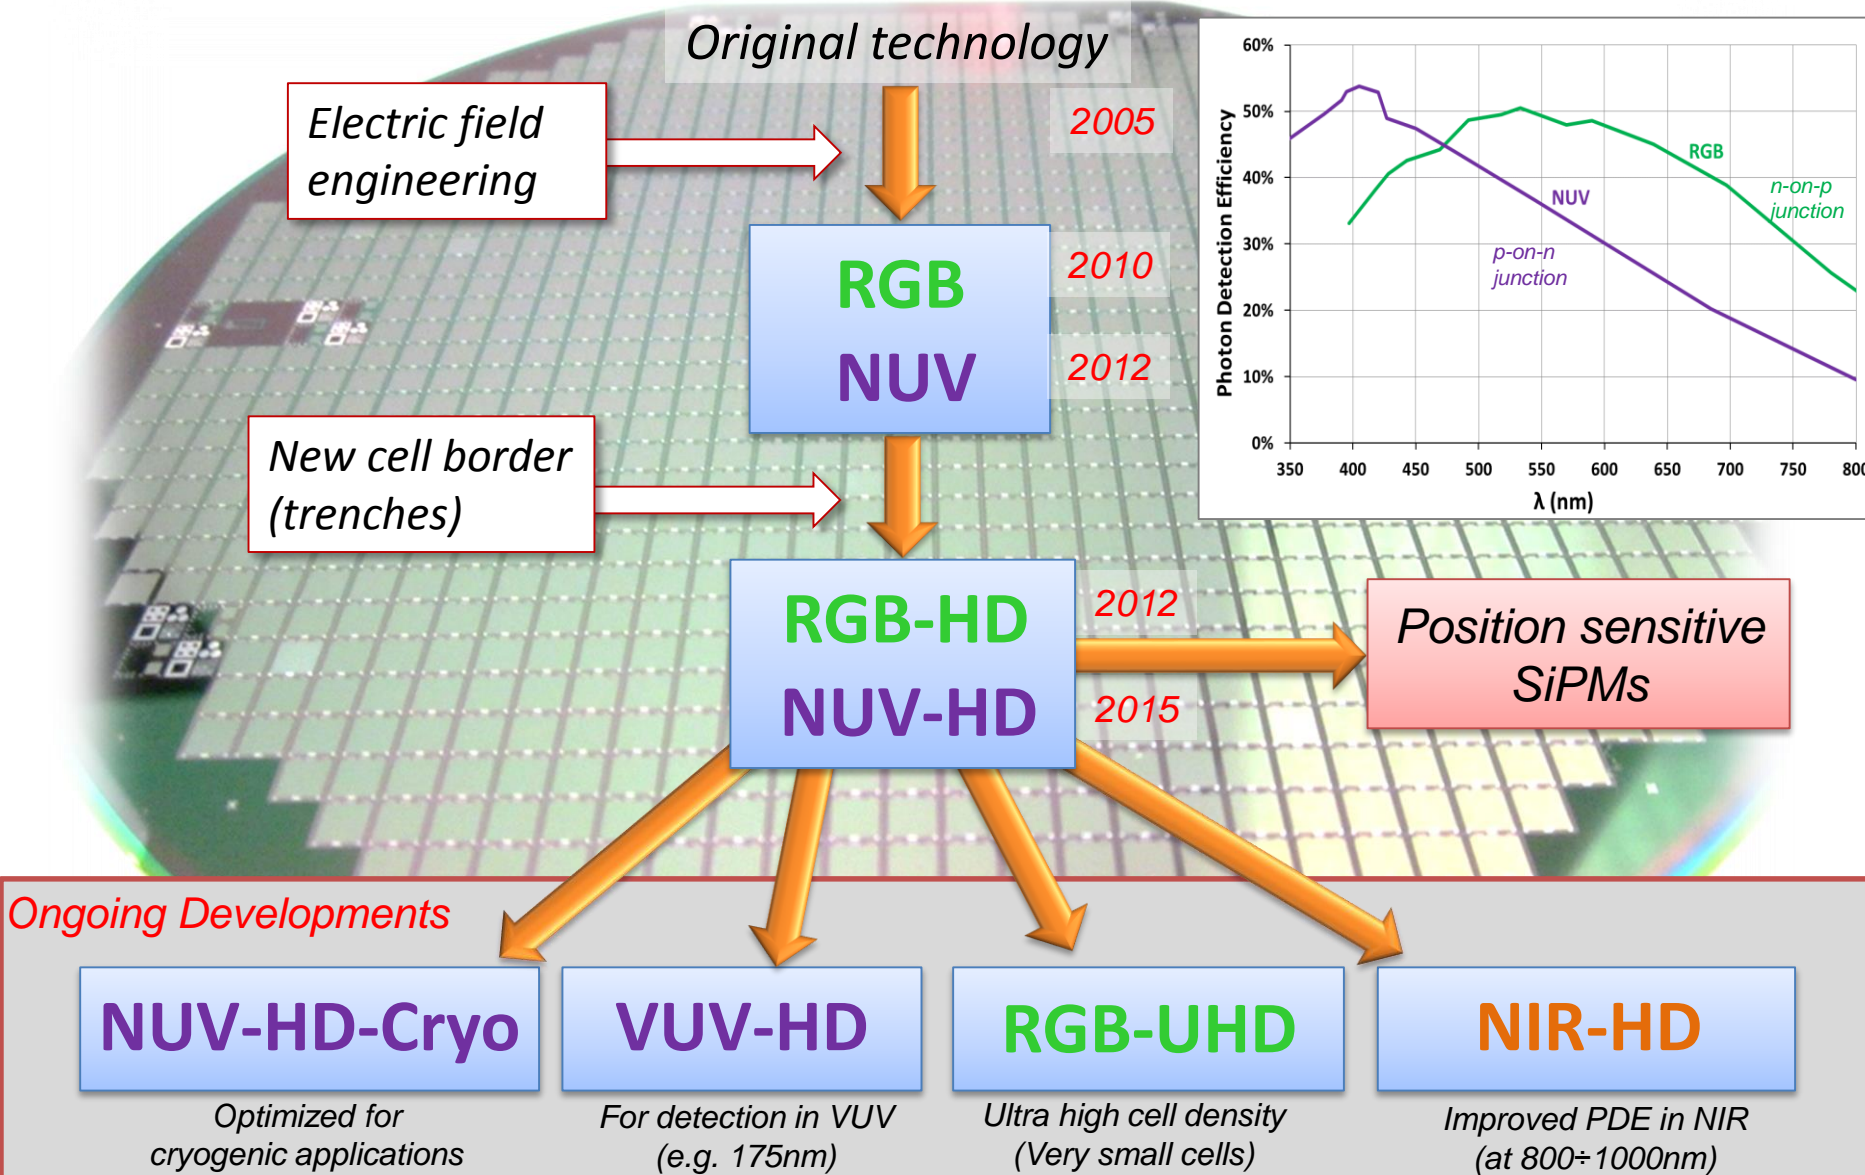 Original technology
2005
Electric field
engineering
RGB
2010
NUV
2012
New cell border
(trenches)
RGB-HD
2012
NUV-HD
2015
Position sensitive
SiPMs
60%
50%
40%
30%
20%
10%
0%
Photon Detection Efficiency
350 400 450 500 550 600 650 700 750 800
λ (nm)
RGB
n-on-p
junction
NUV
p-on-n
junction
Ongoing Developments
NUV-HD-Cryo
Optimized for
cryogenic applications
VUV-HD
For detection in VUV
(e.g. 175nm)
RGB-UHD
Ultra high cell density
(Very small cells)
NIR-HD
Improved PDE in NIR
(at 800÷1000nm)